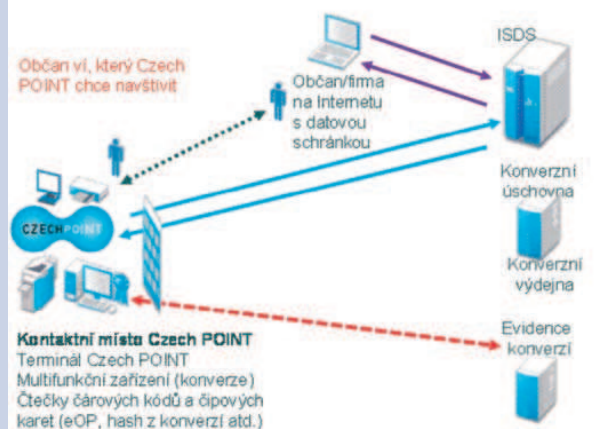 ISDS
Občan ví, který Czech
POINT chce navštívit
Občan/firma
na Internetu
s datovou
schránkou
Konverzní
úschovna
CZECHPOINT
Konverzní
výdejna
Evidence
konverzí
Kontaktní místo Czech POINT
Terminál Czech POINT
Multifunkční zařízení (konverze)
Čtečky čárových kódů a čipových
karet (eOP, hash z konverzí atd.)